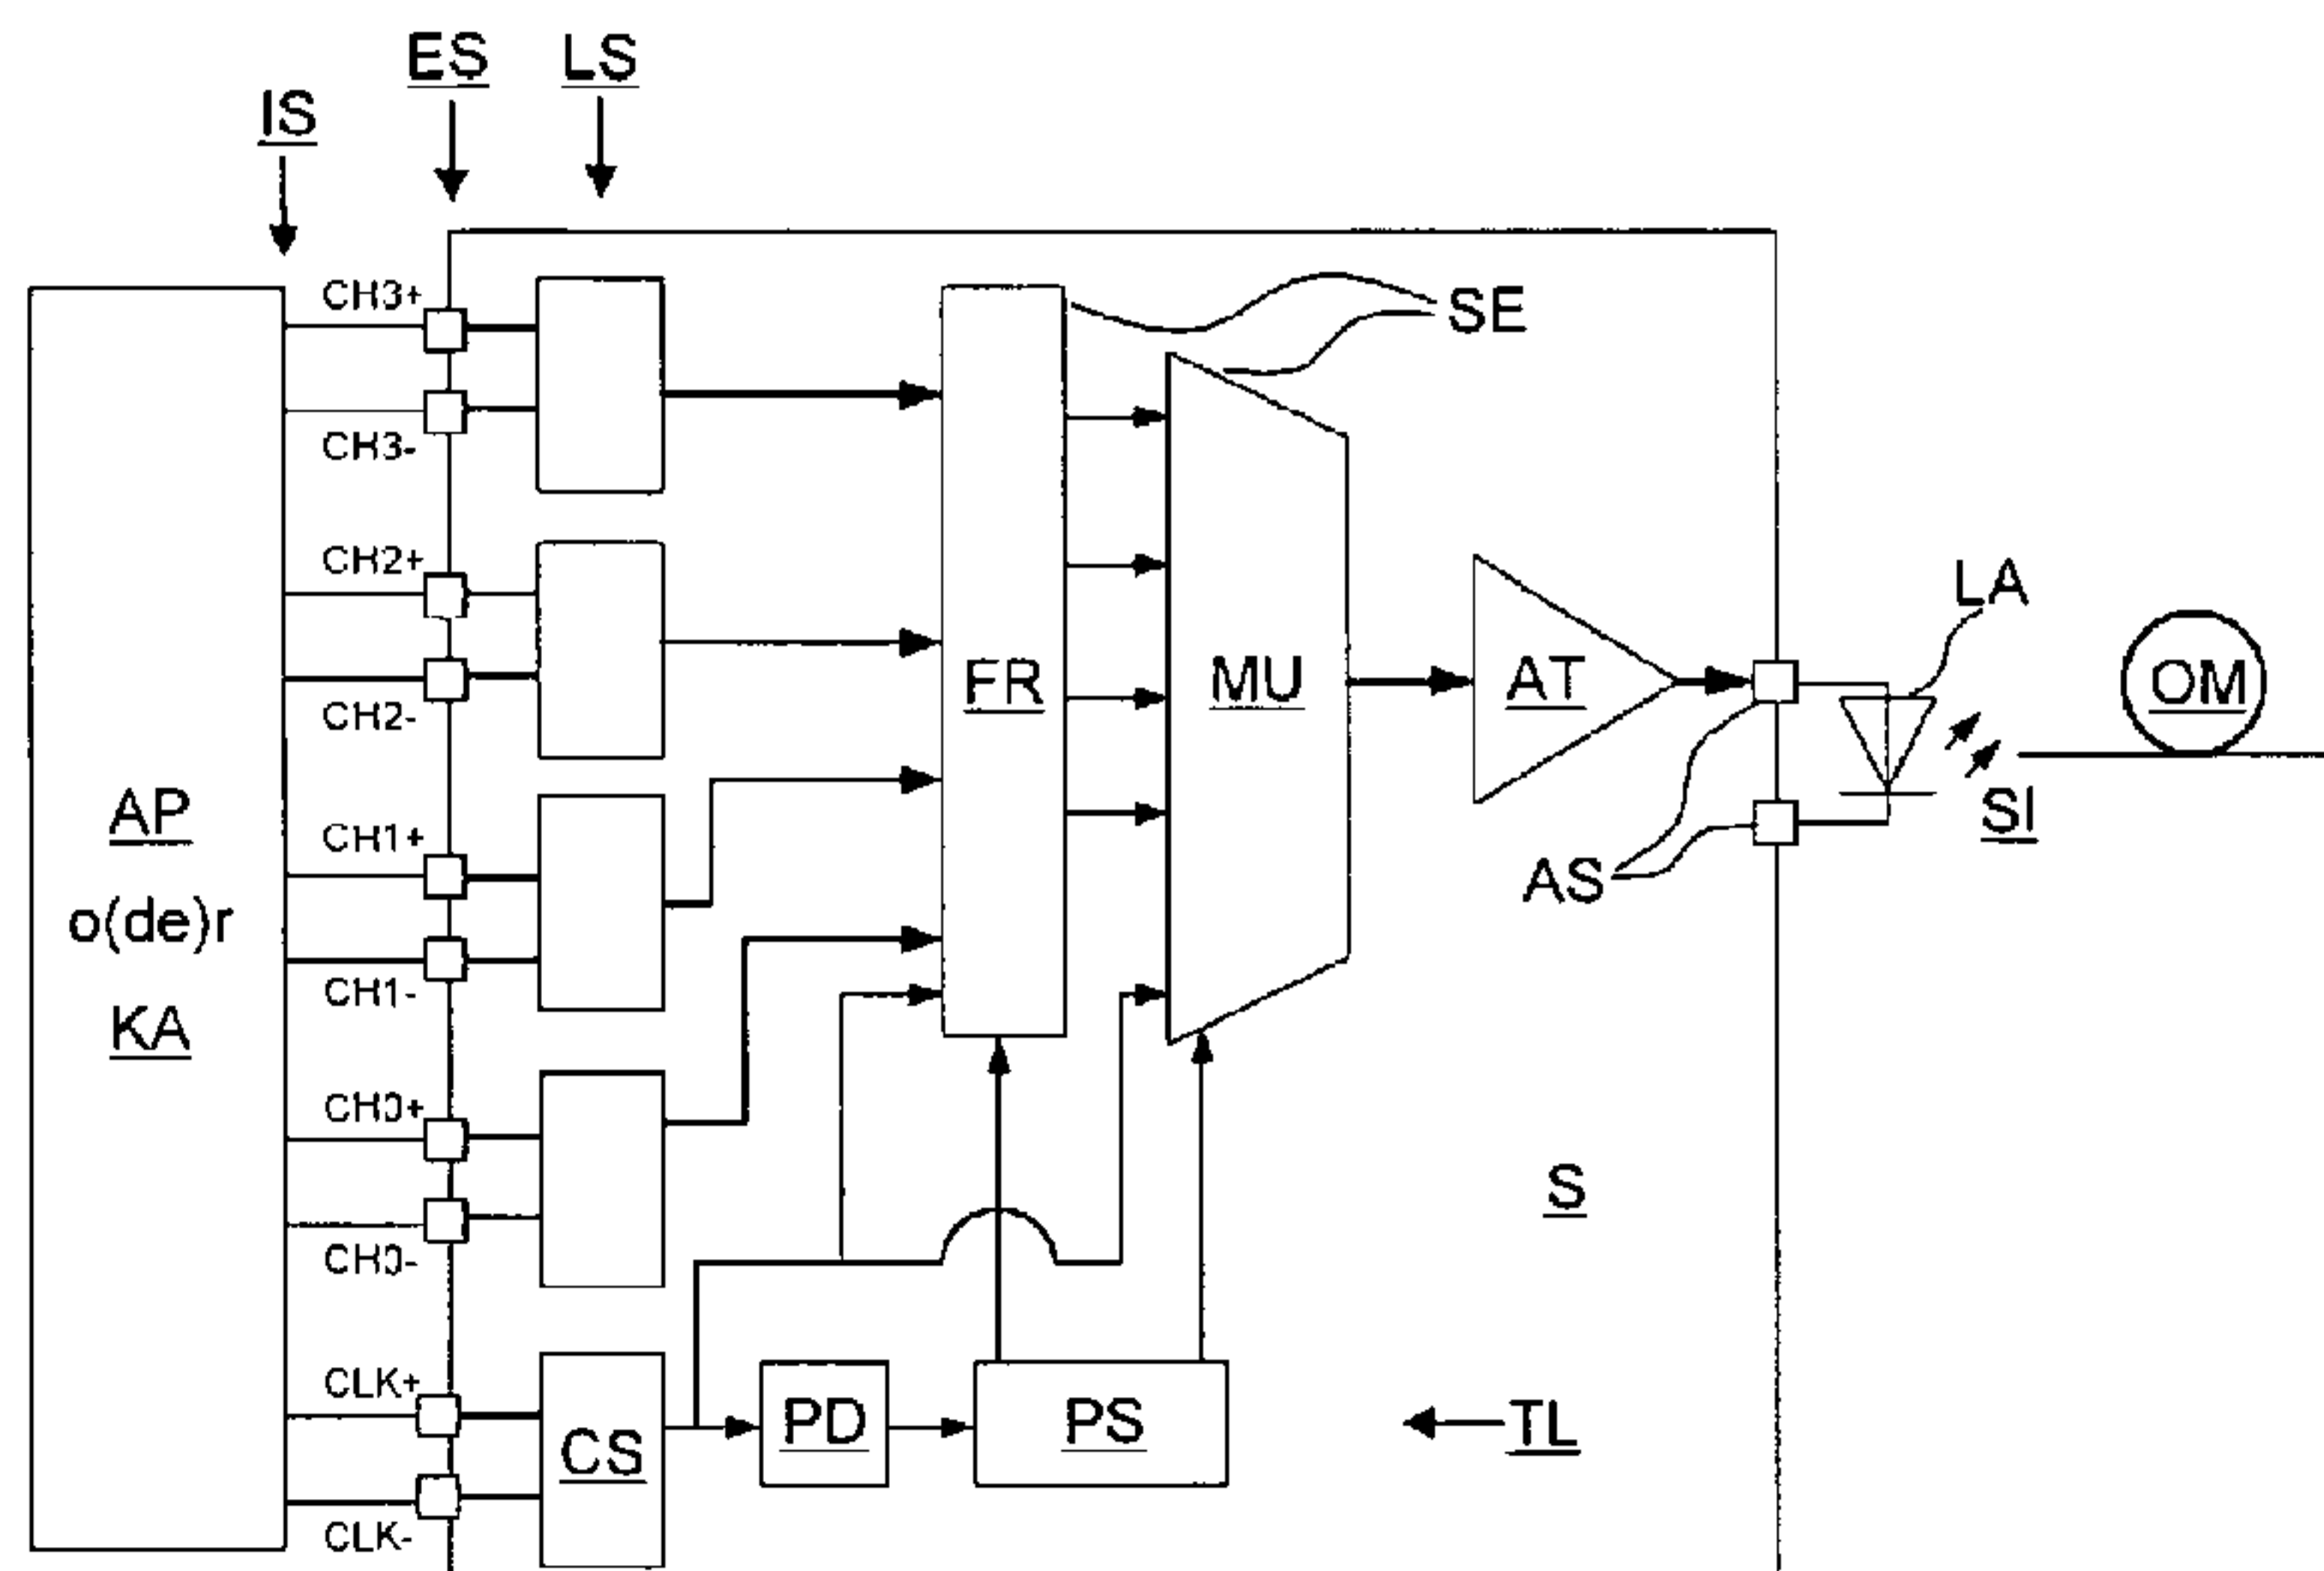 ES
LS
IS
CH3+
SE
CH3-
CH2+
LA
FR
MU
AT
OM
CH2-
AP
SI
CH1+
AS
o(de)r
CH1-
KA
CH0+
S
CH0-
CLK+
PD
PS
TL
CS
CLK-